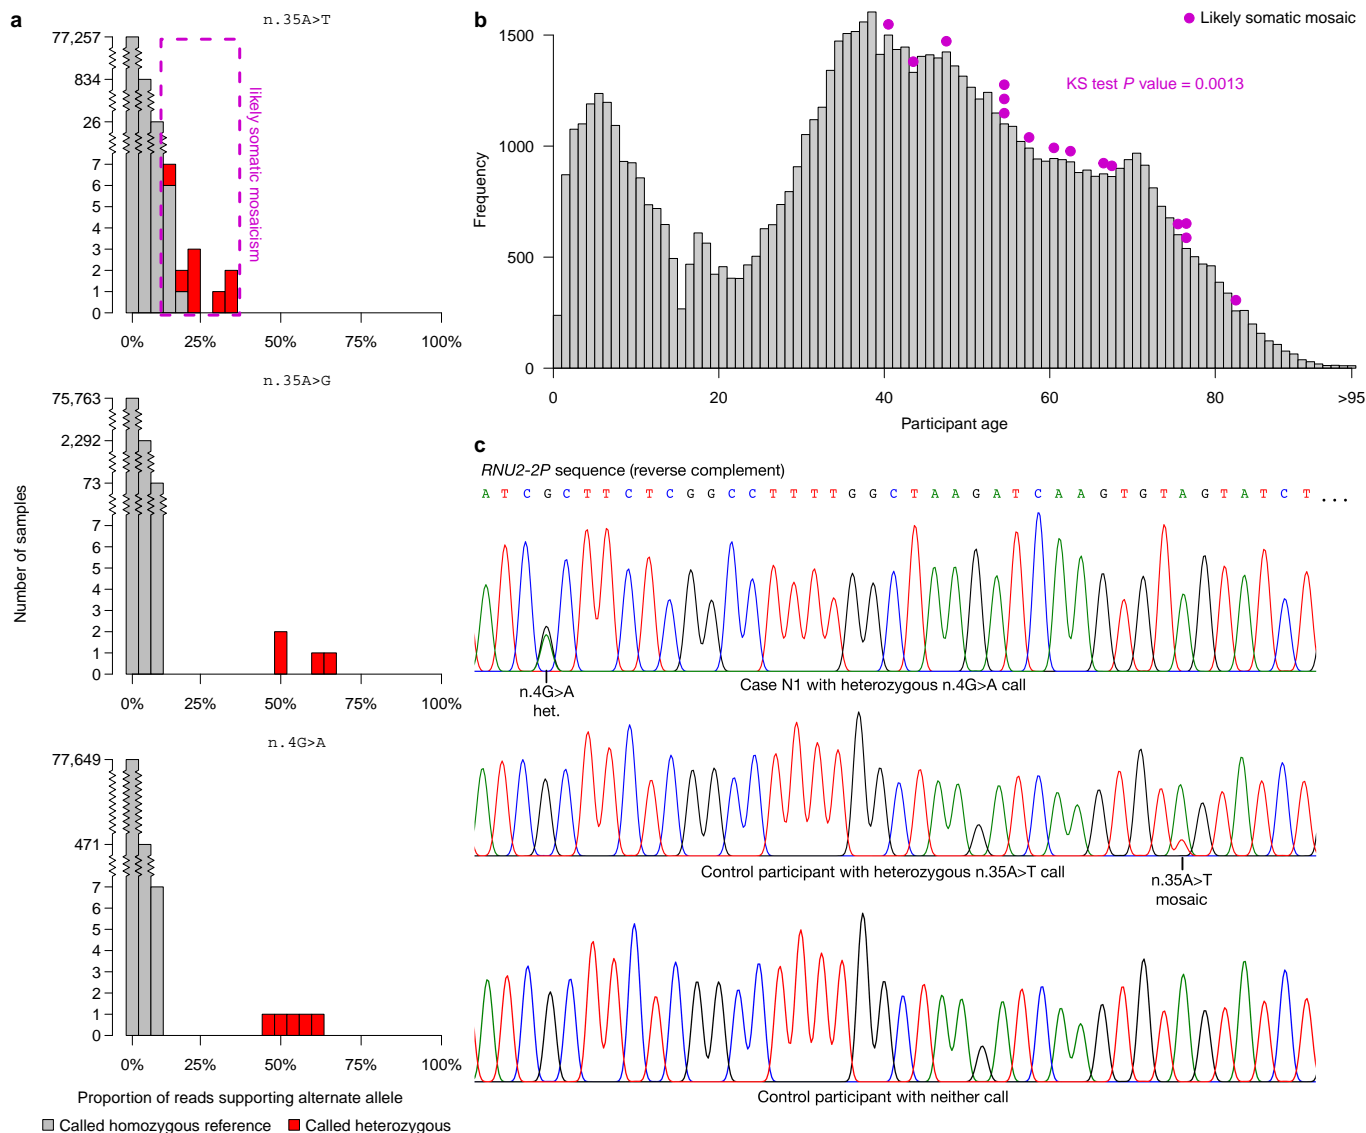 a
n.35A>T
77,257
834
26
7
6
5
4
3
2
1
0
0% 25% 50% 75% 100%
likely somatic mosaicism
n.35A>G
75,763
2,292
73
7
6
5
4
3
2
1
0
0% 25% 50% 75% 100%
Number of samples
n.4G>A
77,649
471
7
6
5
4
3
2
1
0
0% 25% 50% 75% 100%
Proportion of reads supporting alternate allele
Called homozygous reference Called heterozygous
b
Likely somatic mosaic
KS test P value = 0.0013
1500
1000
500
0
Frequency
0 20 40 60 80 >95
Participant age
c
RNU2-2P sequence (reverse complement)
A T C G C T T C T C G G C C T T T T G G C T A A G A T C A A G T G T A G T A T C T ...
n.4G>A
het.
Case N1 with heterozygous n.4G>A call
Control participant with heterozygous n.35A>T call
n.35A>T
mosaic
Control participant with neither call